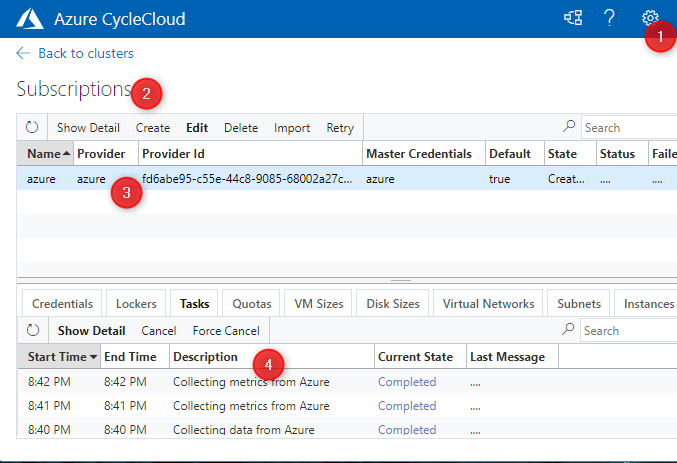 Azure CycleCloud
?
1
Back to clusters
Subscriptions
2
Show Detail Create Edit Delete Import Retry Search
Name Provider Provider Id Master Credentials Default State Status Faile
azure azure fd6abe95-c55e-44c8-9085-68002a27c... azure true Creat... .... ....
3
Credentials Lockers Tasks Quotas VM Sizes Disk Sizes Virtual Networks Subnets Instances
Show Detail Cancel Force Cancel Search
Start Time End Time Description Current State Last Message
4
8:42 PM 8:42 PM Collecting metrics from Azure Completed ....
8:41 PM 8:41 PM Collecting metrics from Azure Completed ....
8:40 PM 8:40 PM Collecting data from Azure Completed ....